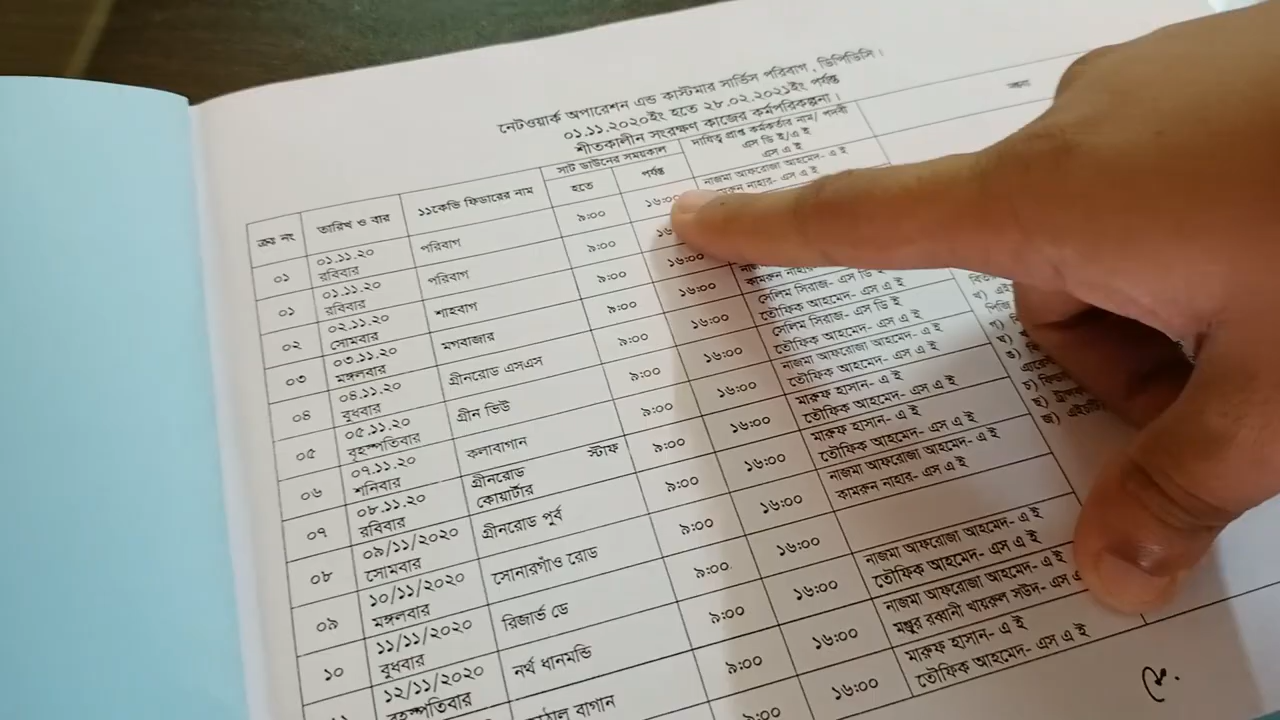 নেটওয়ার্ক অপারেশন এন্ড কাস্টমার সার্ভিস পরিবাগ, ডিপিডিসি।
০১.১১.২০২০ইং হতে ২৮.০২.২০২১ইং পর্যন্ত
শীতকালীন সংরক্ষণ কাজের কর্মপরিকল্পনা।
ক্রম নং তারিখ ও বার ১১কেভি ফিডারের নাম সাট ডাউনের সময়কাল দায়িত্ব প্রাপ্ত কর্মকর্তার নাম/ পদবী
হতে পর্যন্ত এস ডি ই/এ ই
এস এ ই
০১ ০১.১১.২০ পরিবাগ ৯:০০ ১৬:০০ নাজমা আফরোজা আহমেদ- এ ই
রবিবার নাহার- এস এ ই
০১ ০১.১১.২০ পরিবাগ ৯:০০
রবিবার
০২ ০২.১১.২০ শাহবাগ ৯:০০ ১৬:০০
সোমবার কামরুন নাহার-
০৩ ০৩.১১.২০ মগবাজার ৯:০০ ১৬:০০ সেলিম সিরাজ- এস ডি ই
মঙ্গলবার তৌফিক আহমেদ- এস এ ই
০৪ ০৪.১১.২০ গ্রীনরোড এসএস ৯:০০ ১৬:০০ সেলিম সিরাজ- এস ডি ই
বুধবার তৌফিক আহমেদ- এস এ ই
০৫ ০৫.১১.২০ গ্রীন ভিউ ৯:০০ ১৬:০০ নাজমা আফরোজা আহমেদ- এ ই
বৃহস্পতিবার তৌফিক আহমেদ- এস এ ই
০৬ ০৭.১১.২০ কলাবাগান ৯:০০ ১৬:০০ মারুফ হাসান- এ ই
শনিবার তৌফিক আহমেদ- এস এ ই
০৭ ০৮.১১.২০ গ্রীনরোড স্টাফ ৯:০০ ১৬:০০ মারুফ হাসান- এ ই
রবিবার কোয়ার্টার তৌফিক আহমেদ- এস এ ই
০৮ ০৯/১১/২০২০ গ্রীনরোড পূর্ব ৯:০০ ১৬:০০ নাজমা আফরোজা আহমেদ- এ ই
সোমবার কামরুন নাহার- এস এ ই
০৯ ১০/১১/২০২০ সোনারগাঁও রোড ৯:০০ ১৬:০০
মঙ্গলবার
১০ ১১/১১/২০২০ রিজার্ভ ডে ৯:০০ ১৬:০০ নাজমা আফরোজা আহমেদ- এ ই
বুধবার তৌফিক আহমেদ- এস এ ই
১২/১১/২০২০ নর্থ ধানমন্ডি ৯:০০ ১৬:০০ নাজমা আফরোজা আহমেদ- এ ই
বৃহস্পতিবার মঞ্জুর রব্বানী খায়রুল সউদ- এস এ
বাগান ৯:০০ ১৬:০০ মারুফ হাসান- এ ই
৯:০০ ১৬:০০ তৌফিক আহমেদ- এস এ ই